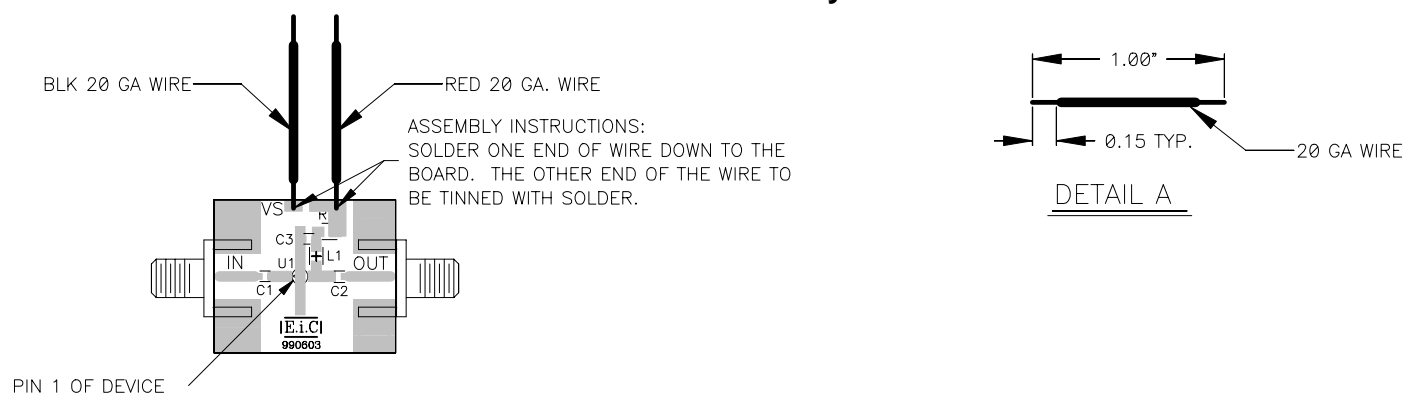 BLK 20 GA WIRE
RED 20 GA. WIRE
ASSEMBLY INSTRUCTIONS:
SOLDER ONE END OF WIRE DOWN TO THE
BOARD. THE OTHER END OF THE WIRE TO
BE TINNED WITH SOLDER.
VS
R
C3
L1
IN
U1
OUT
C1
C2
E.i.C
990603
PIN 1 OF DEVICE
1.00"
0.15 TYP.
20 GA WIRE
DETAIL A